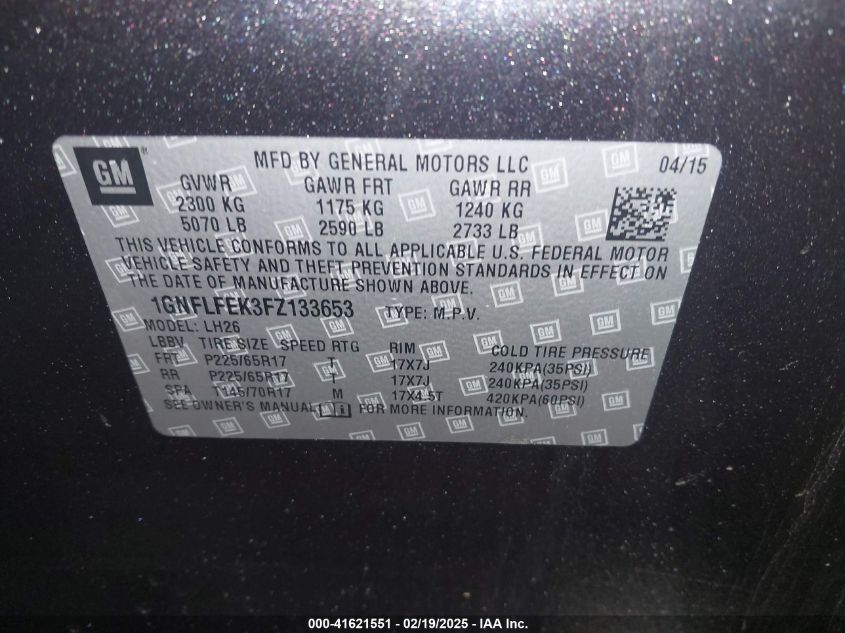 GM ® MFD BY GENERAL MOTORS LLC 04/15
GVWR GAWR FRT GAWR RR
2300 KG 1175 KG 1240 KG
5070 LB 2590 LB 2733 LB
THIS VEHICLE CONFORMS TO ALL APPLICABLE U.S. FEDERAL MOTOR
VEHICLE SAFETY AND THEFT PREVENTION STANDARDS IN EFFECT ON
THE DATE OF MANUFACTURE SHOWN ABOVE.
1GNFLFEK3FZ133653 TYPE: M.P.V.
MODEL: LH26
LBBV TIRE SIZE SPEED RTG RIM COLD TIRE PRESSURE
FRT P225/65R17 T 17X7J 240KPA(35PSI)
RR P225/65R17 T 17X7J 240KPA(35PSI)
SPA T145/70R17 M 17X4.5T 420KPA(60PSI)
SEE OWNER'S MANUAL i FOR MORE INFORMATION.
000-41621551 | 02/19/2025 | IAA Inc.